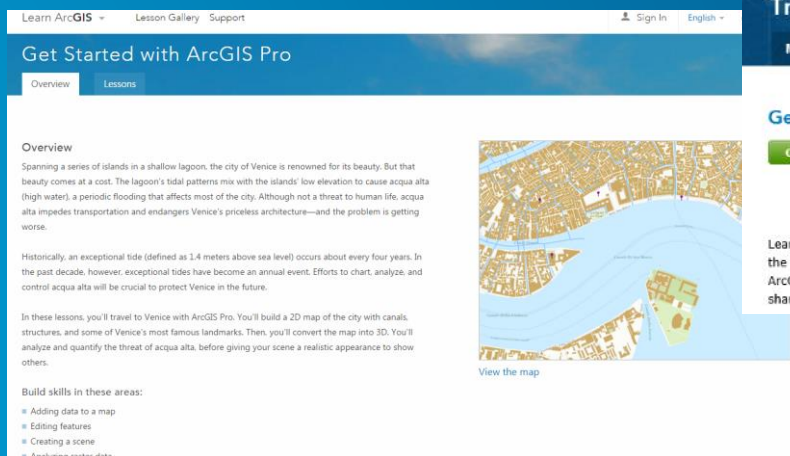 Learn ArcGIS
Lesson Gallery Support
Sign In English
Get Started with ArcGIS Pro
Overview Lessons
Overview
Spanning a series of islands in a shallow lagoon, the city of Venice is renowned for its beauty. But that
beauty comes at a cost. The lagoon's tidal patterns mix with the islands' low elevation to cause acqua alta
(high water), a periodic flooding that affects most of the city. Although not a threat to human life, acqua
alta impedes transportation and endangers Venice's priceless architecture—and the problem is getting
worse.
Historically, an exceptional tide (defined as 1.4 meters above sea level) occurs about every four years. In
the past decade, however, exceptional tides have become an annual event. Efforts to chart, analyze, and
control acqua alta will be crucial to protect Venice in the future.
In these lessons, you'll travel to Venice with ArcGIS Pro. You'll build a 2D map of the city with canals,
structures, and some of Venice's most famous landmarks. Then, you'll convert the map into 3D. You'll
analyze and quantify the threat of acqua alta, before giving your scene a realistic appearance to show
others.
Build skills in these areas:
Adding data to a map
Editing features
Creating a scene
Analyzing raster data
View the map
Tr
Ge
Lear
the
ArcG
shar